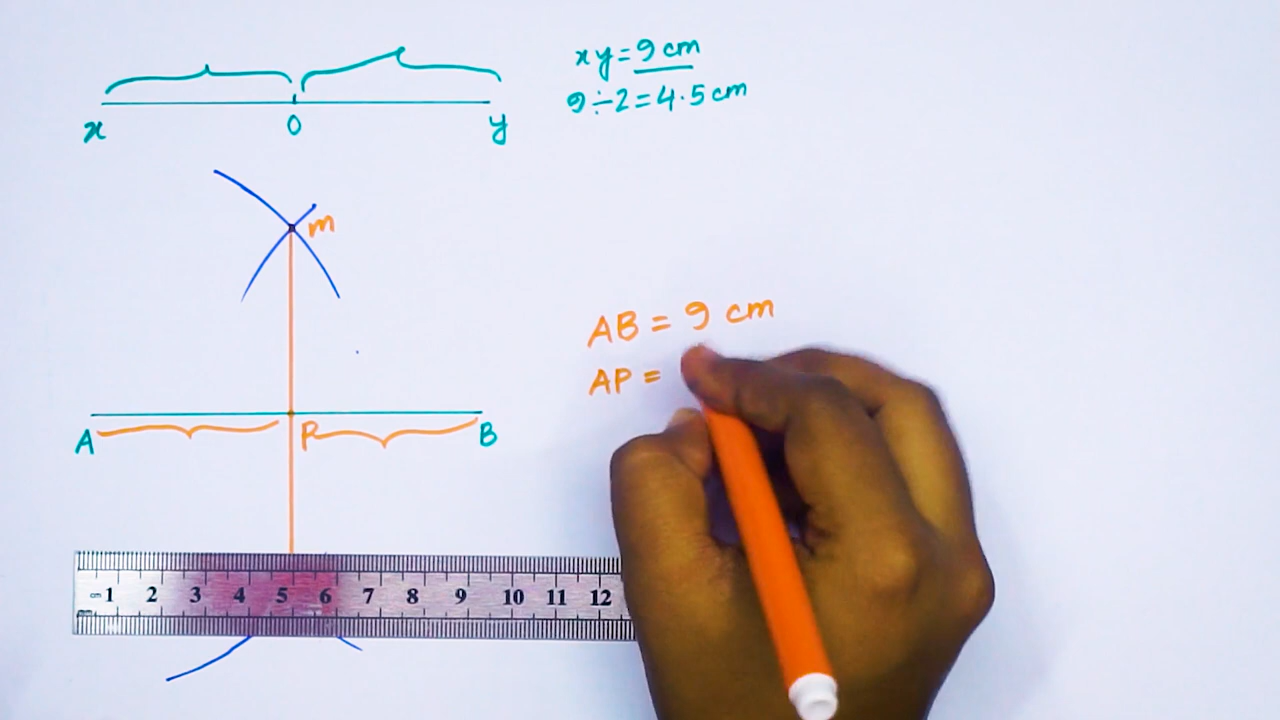 xy = 9 cm
9 ÷ 2 = 4.5 cm
x 0 y
m
AB = 9 cm
AP =
A P B
cm 1 2 3 4 5 6 7 8 9 10 11 12